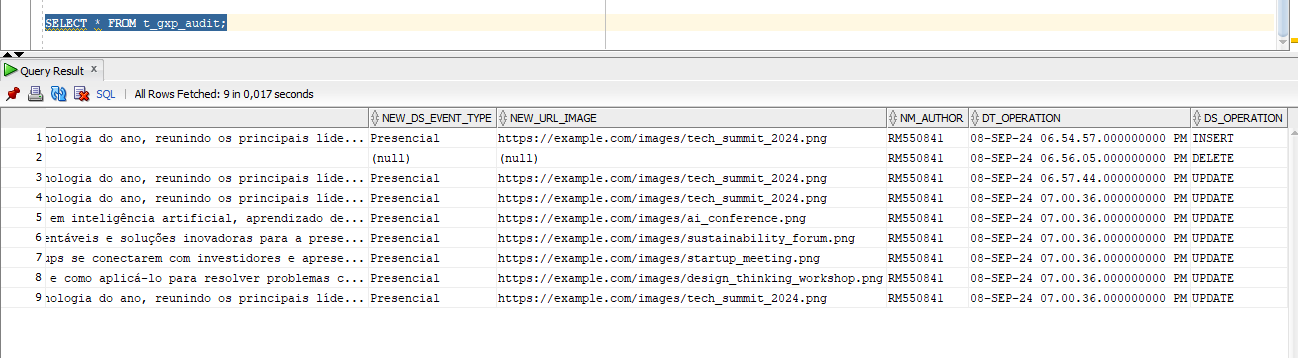 SELECT * FROM t_gxp_audit;
Query Result x
SQL | All Rows Fetched: 9 in 0,017 seconds
NEW_DS_EVENT_TYPE NEW_URL_IMAGE NM_AUTHOR DT_OPERATION DS_OPERATION
1 nologia do ano, reunindo os principais líde... Presencial https://example.com/images/tech_summit_2024.png RM550841 08-SEP-24 06.54.57.000000000 PM INSERT
2 (null) (null) RM550841 08-SEP-24 06.56.05.000000000 PM DELETE
3 nologia do ano, reunindo os principais líde... Presencial https://example.com/images/tech_summit_2024.png RM550841 08-SEP-24 06.57.44.000000000 PM UPDATE
4 nologia do ano, reunindo os principais líde... Presencial https://example.com/images/tech_summit_2024.png RM550841 08-SEP-24 07.00.36.000000000 PM UPDATE
5 em inteligência artificial, aprendizado de... Presencial https://example.com/images/ai_conference.png RM550841 08-SEP-24 07.00.36.000000000 PM UPDATE
6 entáveis e soluções inovadoras para a prese... Presencial https://example.com/images/sustainability_forum.png RM550841 08-SEP-24 07.00.36.000000000 PM UPDATE
7 ups se conectarem com investidores e aprese... Presencial https://example.com/images/startup_meeting.png RM550841 08-SEP-24 07.00.36.000000000 PM UPDATE
8 e como aplicá-lo para resolver problemas c... Presencial https://example.com/images/design_thinking_workshop.png RM550841 08-SEP-24 07.00.36.000000000 PM UPDATE
9 nologia do ano, reunindo os principais líde... Presencial https://example.com/images/tech_summit_2024.png RM550841 08-SEP-24 07.00.36.000000000 PM UPDATE